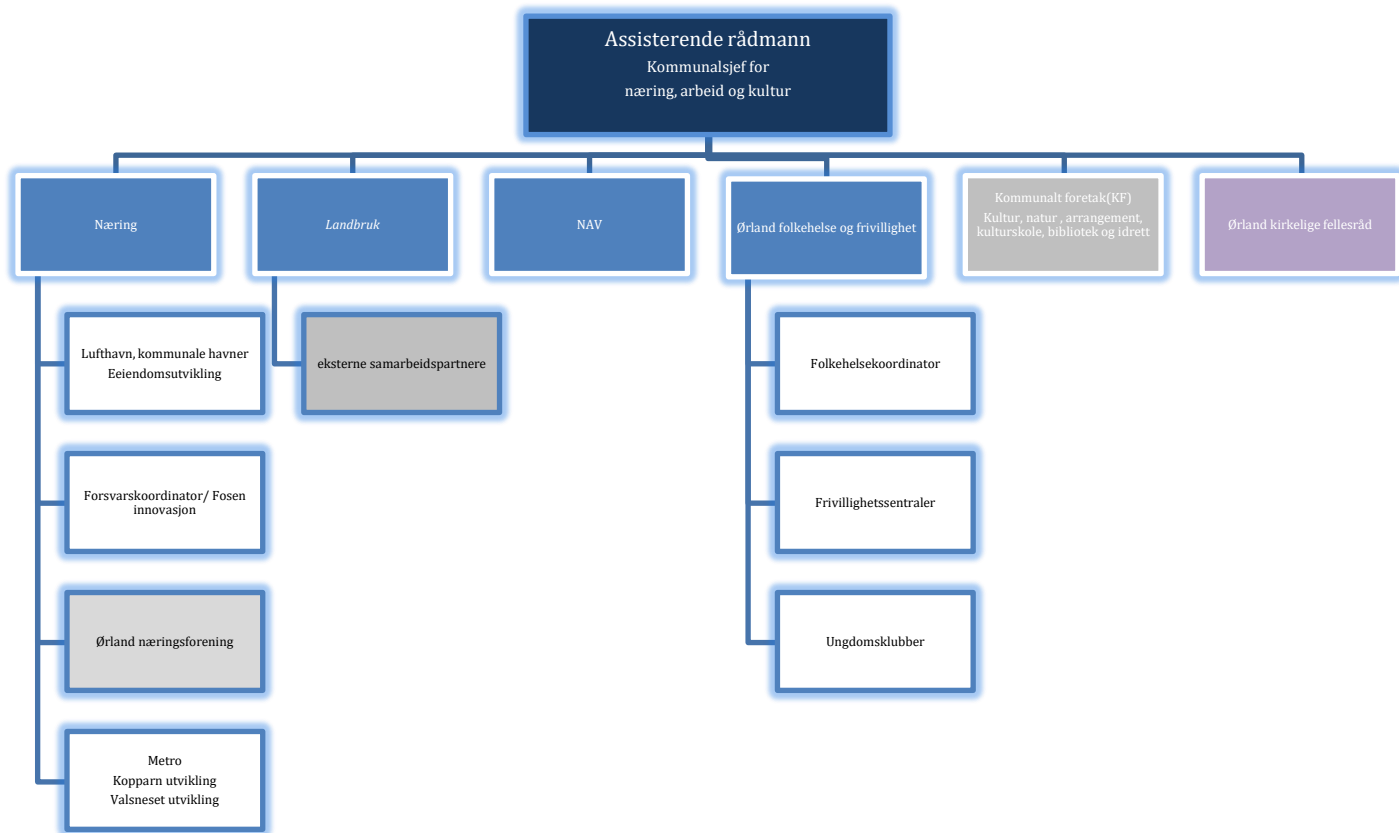 Assisterende rådmann
Kommunalsjef for
næring, arbeid og kultur
Næring
Landbruk
NAV
Ørland folkehelse og frivillighet
Kommunalt foretak(KF)
Kultur, natur , arrangement,
kulturskole, bibliotek og idrett
Ørland kirkelige fellesråd
Lufthavn, kommunale havner
Eeiendomsutvikling
eksterne samarbeidspartnere
Folkehelsekoordinator
Forsvarskoordinator/ Fosen
innovasjon
Frivillighetssentraler
Ørland næringsforening
Ungdomsklubber
Metro
Kopparn utvikling
Valsneset utvikling